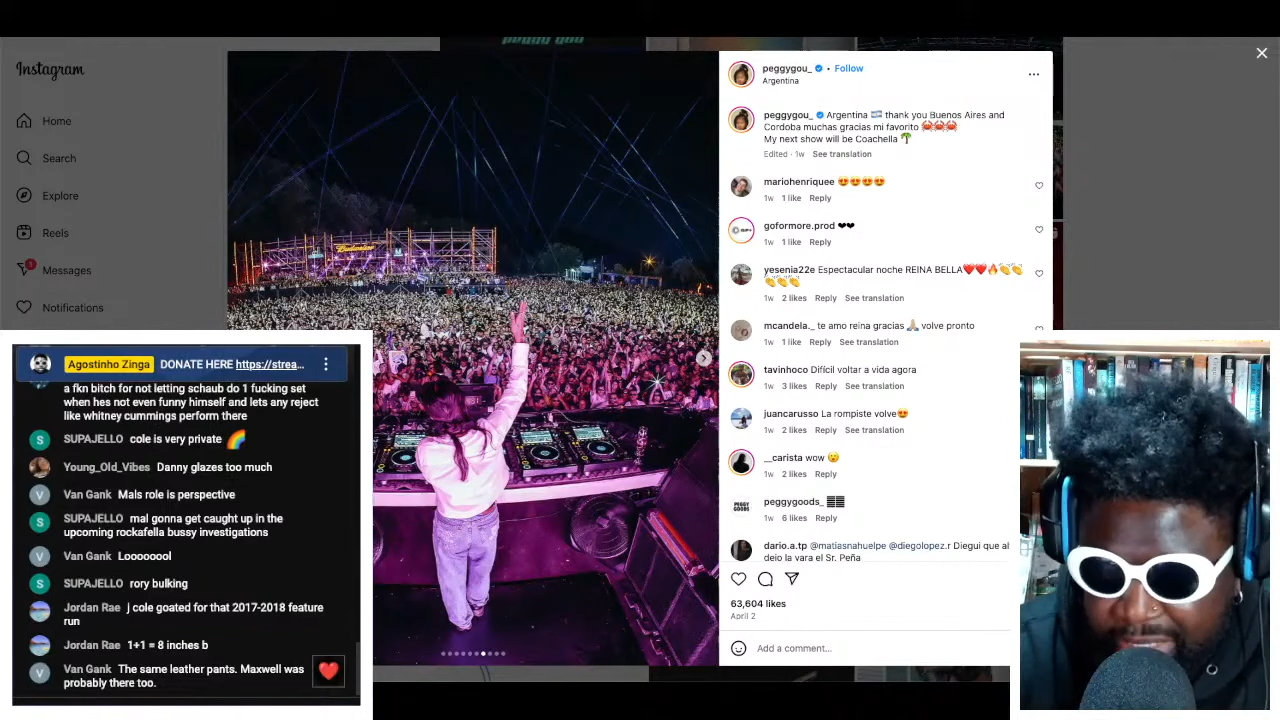 peggy gou
Instagram
Home
Search
Explore
Reels
1
Messages
Notifications
Budweiser
peggygou_ • Follow
Argentina
peggygou_ Argentina 🇦🇷 thank you Buenos Aires and
Cordoba muchas gracias mi favorito 🦀🦀🦀
My next show will be Coachella 🌴
Edited · 1w See translation
mariohenriquee 😍😍😍😍
1w 1 like Reply
goformore.prod ❤❤
1w 1 like Reply
yesenia22e Espectacular noche REINA BELLA❤️❤️🔥👏👏
👏👏👏
1w 2 likes Reply See translation
mcandela._ te amo reina gracias 🙏🏼 volve pronto
1w 1 like Reply See translation
tavinhoco Difícil voltar a vida agora
1w 3 likes Reply See translation
juancarusso La rompiste volve😍
1w 2 likes Reply See translation
__carista wow 😮
1w 2 likes Reply
PEGGY
GOODS
peggygoods_
1w 6 likes Reply
dario.a.tp @matiasnahuelpe @diegolopez.r Diegui que al
dejo la vara el Sr. Peña
63,604 likes
April 2
Add a comment...
Agostinho Zinga DONATE HERE https://strea...
a fkn bitch for not letting schaub do 1 fucking set
when hes not even funny himself and lets any reject
like whitney cummings perform there
S SUPAJELLO cole is very private 🌈
Young_Old_Vibes Danny glazes too much
V Van Gank Mals role is perspective
S SUPAJELLO mal gonna get caught up in the
upcoming rockafella bussy investigations
V Van Gank Loooooool
S SUPAJELLO rory bulking
Jordan Rae j cole goated for that 2017-2018 feature
run
Jordan Rae 1+1 = 8 inches b
V Van Gank The same leather pants. Maxwell was
probably there too.